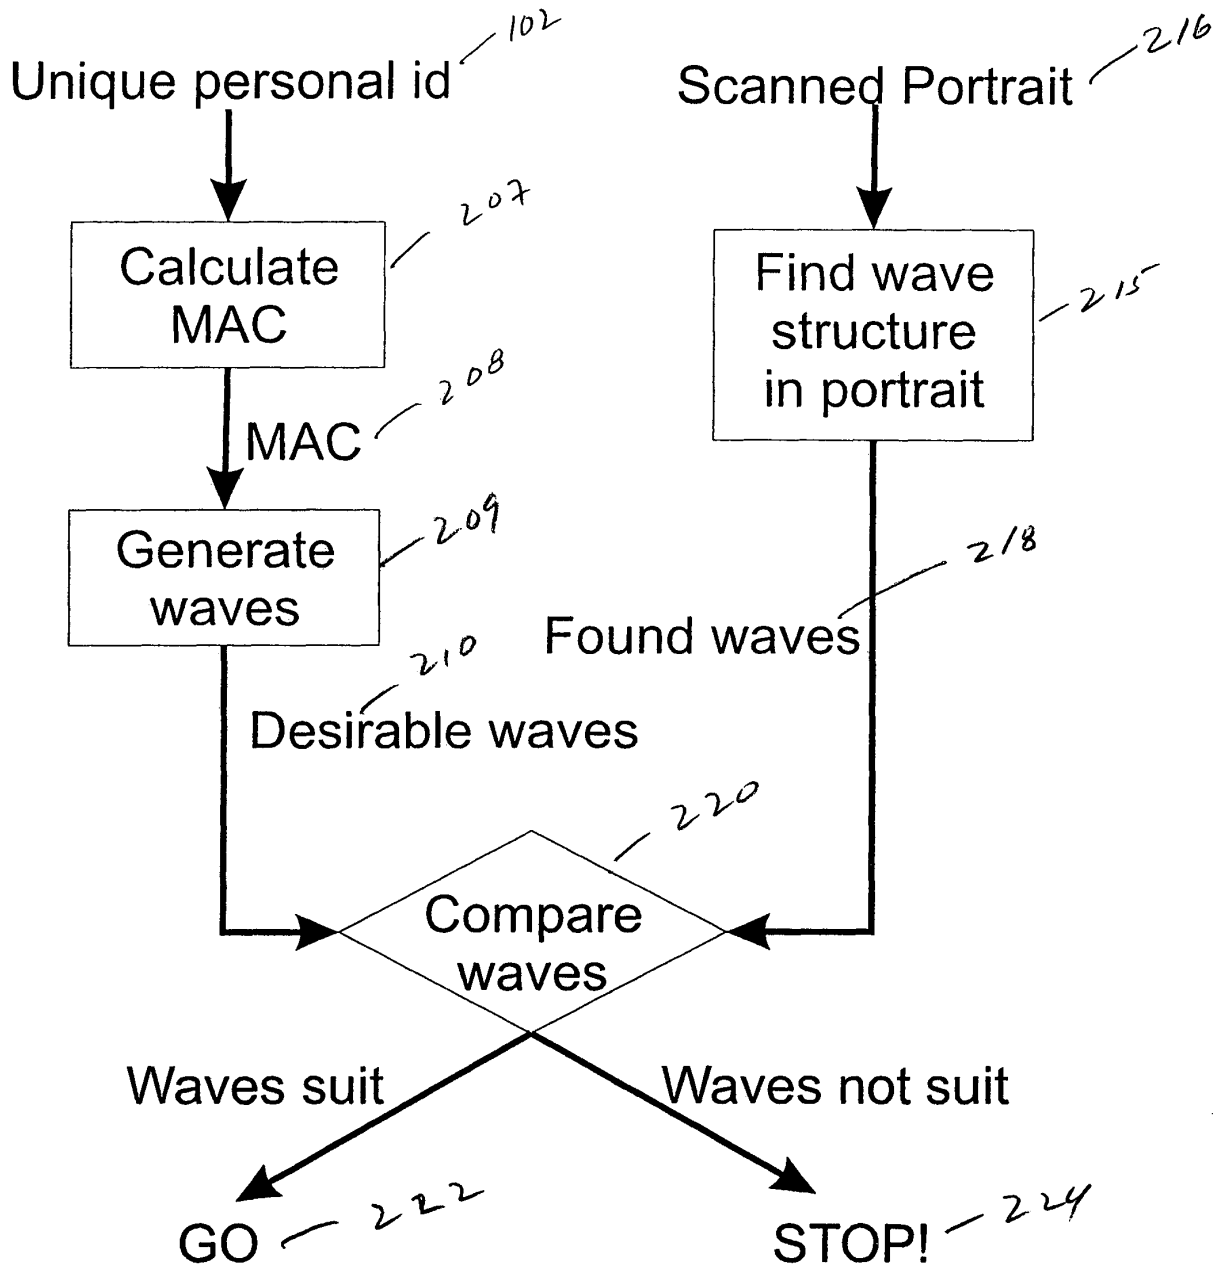 Unique personal id
102
Scanned Portrait
216
Calculate
MAC
207
Find wave
structure
in portrait
215
MAC
208
Generate
waves
209
Found waves
218
Desirable waves
210
Compare
waves
220
Waves suit
Waves not suit
GO
222
STOP!
224